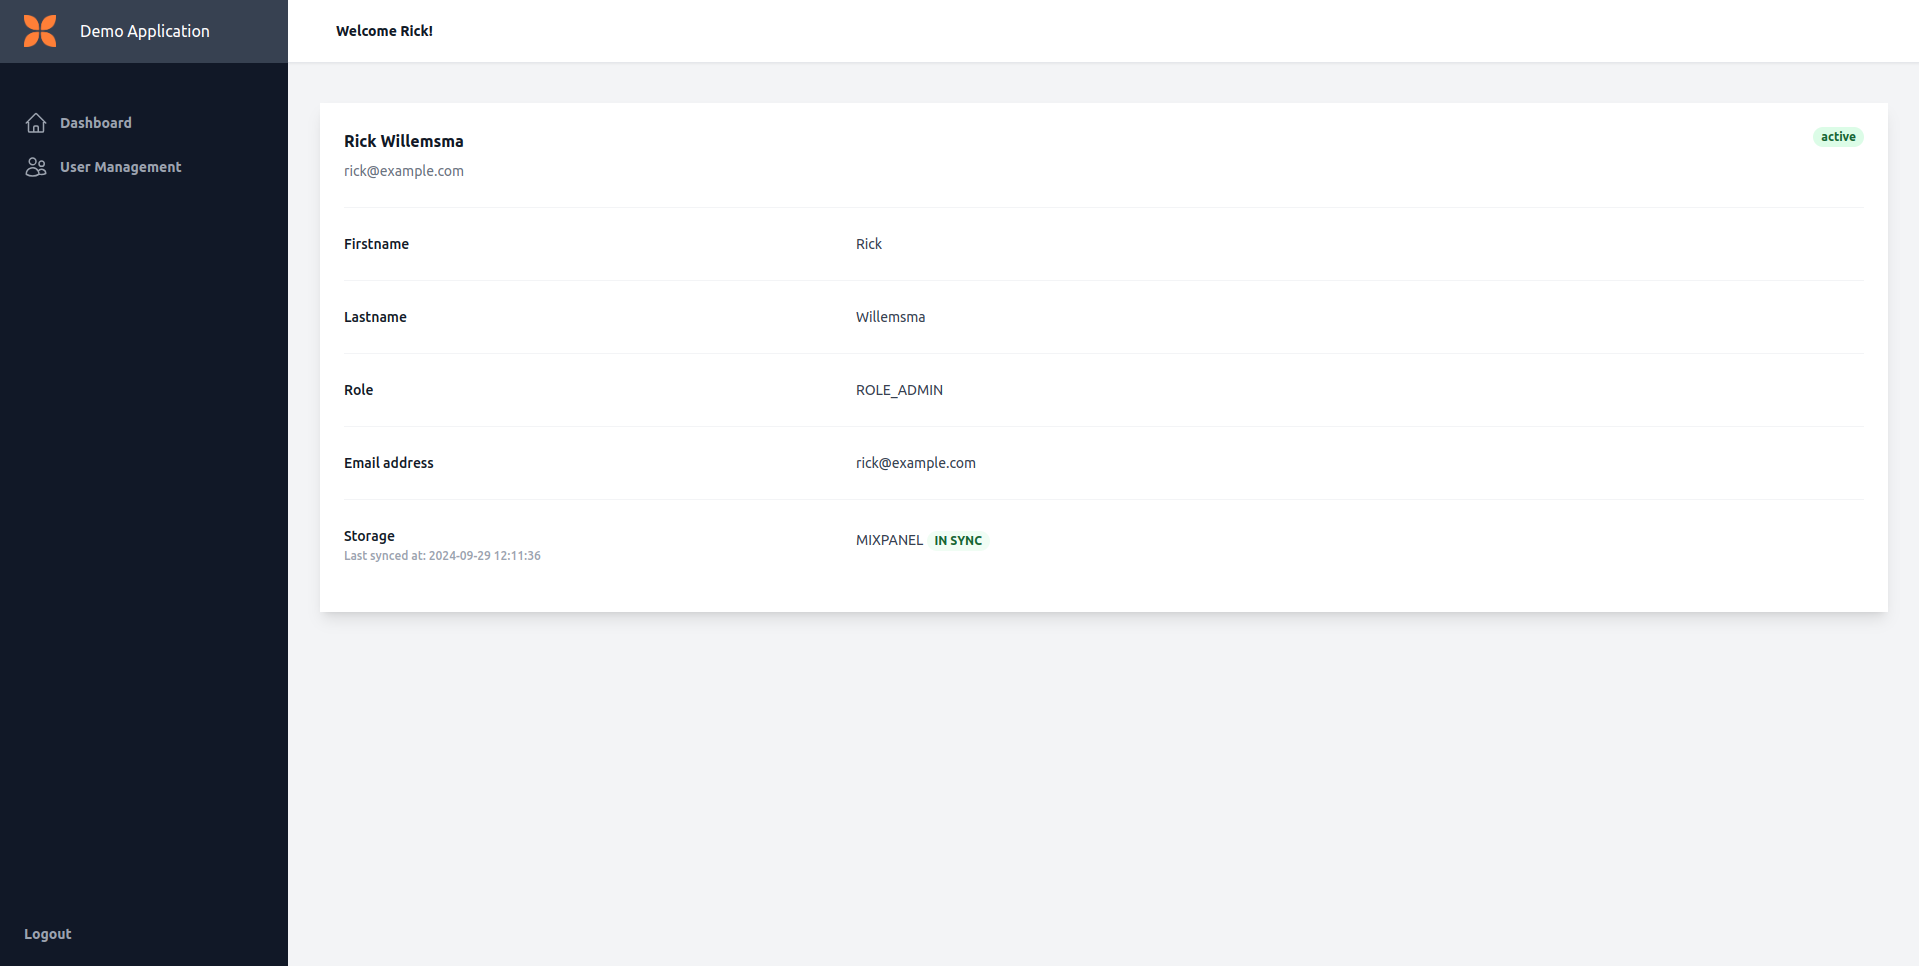 Demo Application
Welcome Rick!
Dashboard
User Management
Logout
Rick Willemsma
active
rick@example.com
Firstname
Rick
Lastname
Willemsma
Role
ROLE_ADMIN
Email address
rick@example.com
Storage
Last synced at: 2024-09-29 12:11:36
MIXPANEL IN SYNC